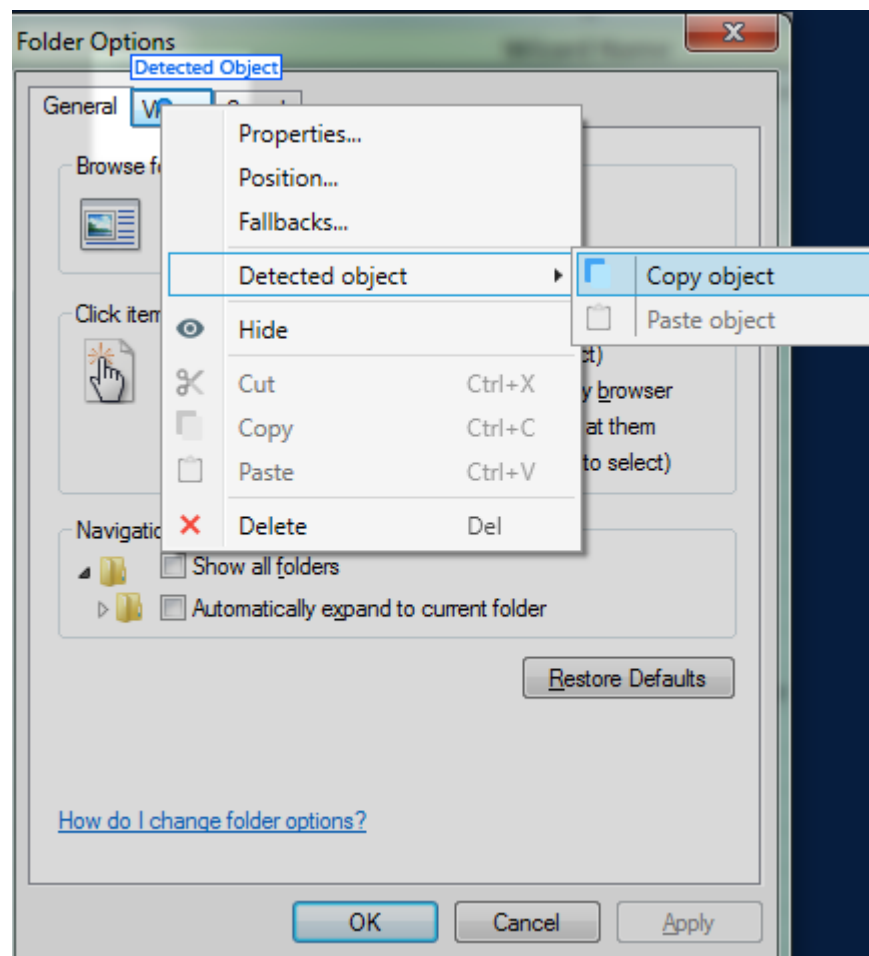 Folder Options
Detected Object
General
Properties...
Browse f
Position...
Fallbacks...
Detected object
Copy object
Paste object
Click item
Hide
Cut Ctrl+X
y browser
Copy Ctrl+C
at them
Paste Ctrl+V
to select)
Delete Del
Show all folders
Automatically expand to current folder
Restore Defaults
How do I change folder options?
OK Cancel Apply